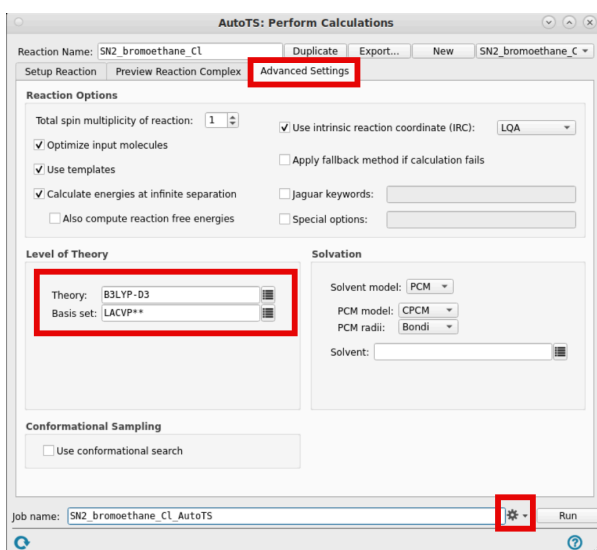 AutoTS: Perform Calculations
Reaction Name: SN2_bromoethane_Cl Duplicate Export... New SN2_bromoethane_C
Setup Reaction Preview Reaction Complex Advanced Settings
Reaction Options
Total spin multiplicity of reaction: 1
Use intrinsic reaction coordinate (IRC): LQA
Optimize input molecules
Apply fallback method if calculation fails
Use templates
Calculate energies at infinite separation
Jaguar keywords:
Also compute reaction free energies
Special options:
Level of Theory
Theory: B3LYP-D3
Basis set: LACVP**
Solvation
Solvent model: PCM
PCM model: CPCM
PCM radii: Bondi
Solvent:
Conformational Sampling
Use conformational search
Job name: SN2_bromoethane_Cl_AutoTS Run